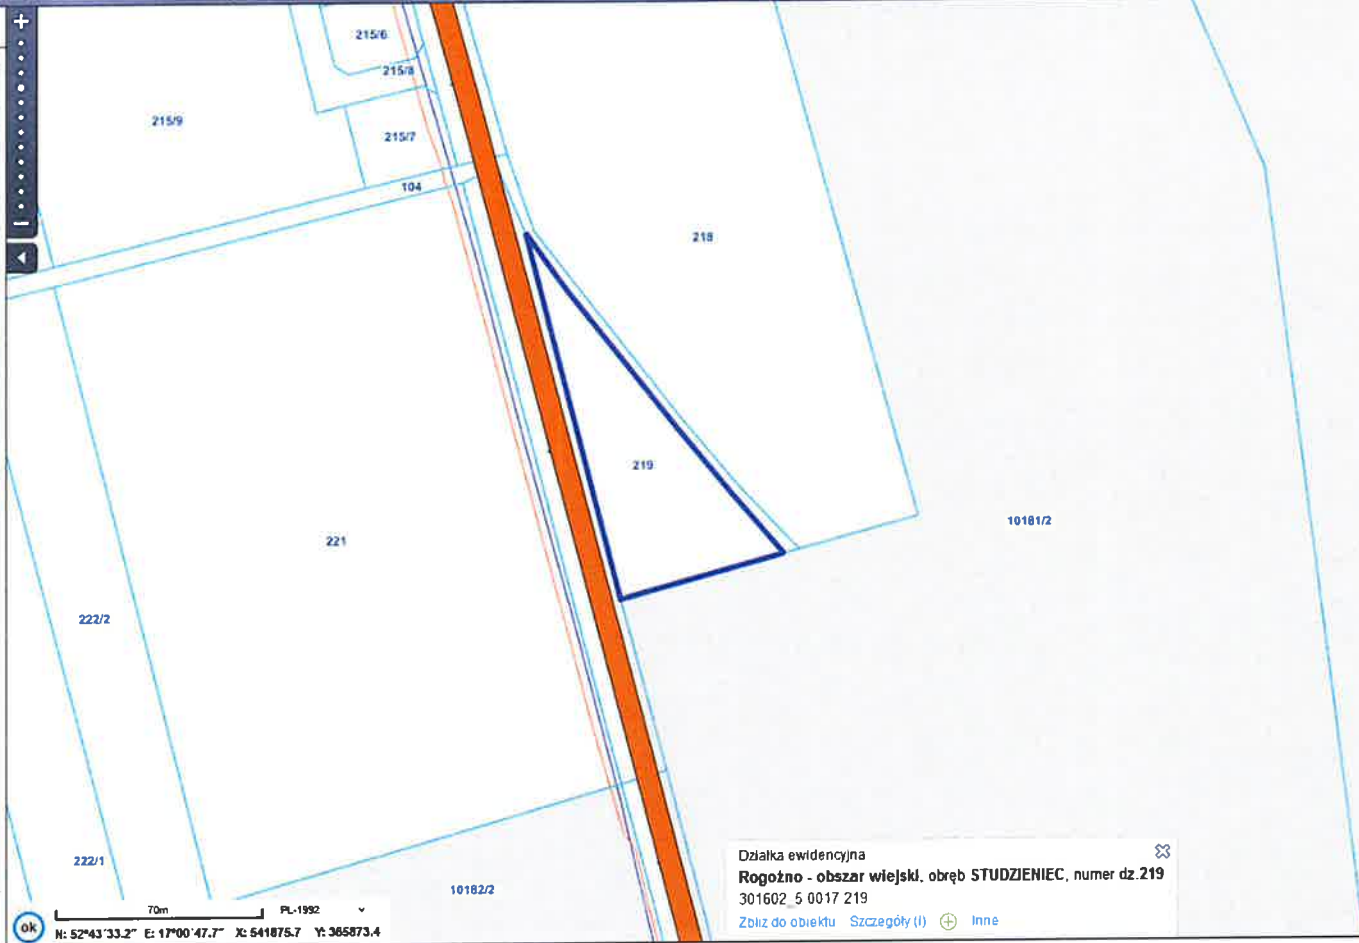 215/6
215/8
215/9
215/7
104
218
219
10181/2
221
222/2
222/1
10182/2
Działka ewidencyjna
Rogoźno - obszar wiejski, obręb STUDZIENIEC, numer dz.219
301602_5 0017 219
Zbliż do obiektu Szczegóły (i) Inne
70m PL-1992
ok N: 52°43'33.2" E: 17°00'47.7" X: 541875.7 Y: 365873.4